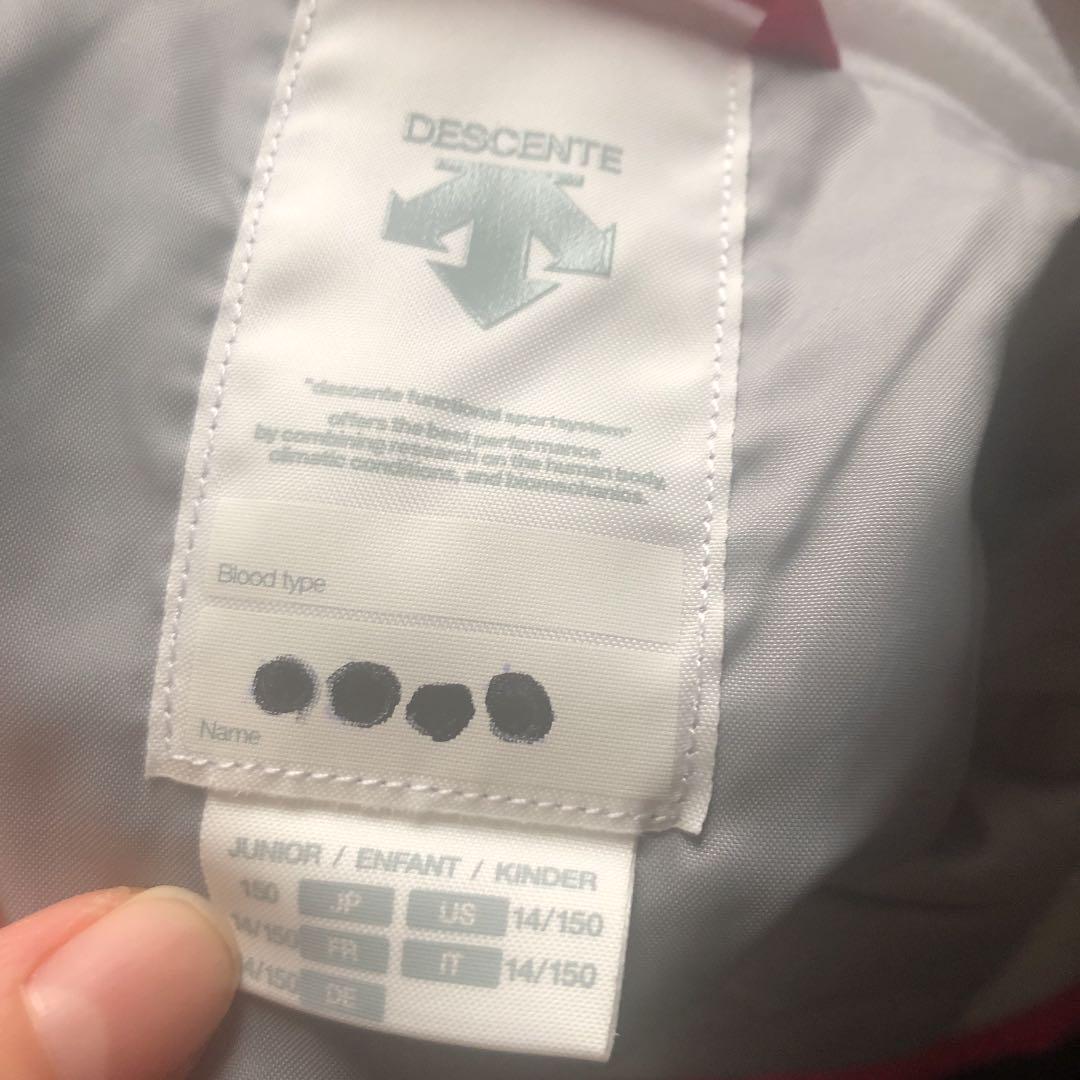 DESCENTE
"descente functional sportsystem"
offers the best performance
by combining research on the human body,
climatic conditions, and biomechanics.
Blood type
Name
JUNIOR / ENFANT / KINDER
150 JP US 14/150
14/150 FR IT 14/150
4/150 DE